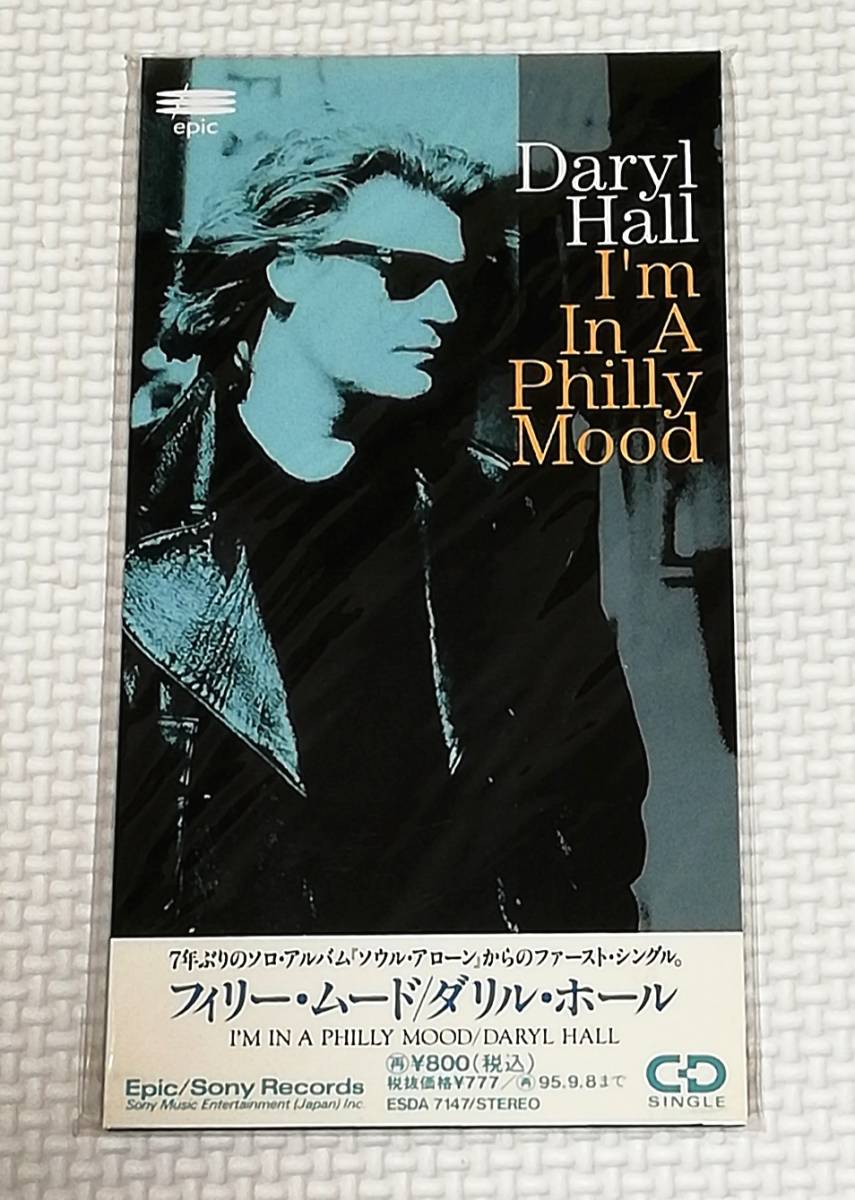 epic
Daryl
Hall
I'm
In A
Philly
Mood
7年ぶりのソロ・アルバム『ソウル・アローン』からのファースト・シングル。
フィリー・ムード/ダリル・ホール
I'M IN A PHILLY MOOD/DARYL HALL
再¥800(税込)
税抜価格¥777/再95.9.8まで
Epic/Sony Records
Sony Music Entertainment (Japan) Inc.
ESDA 7147/STEREO
CD
SINGLE